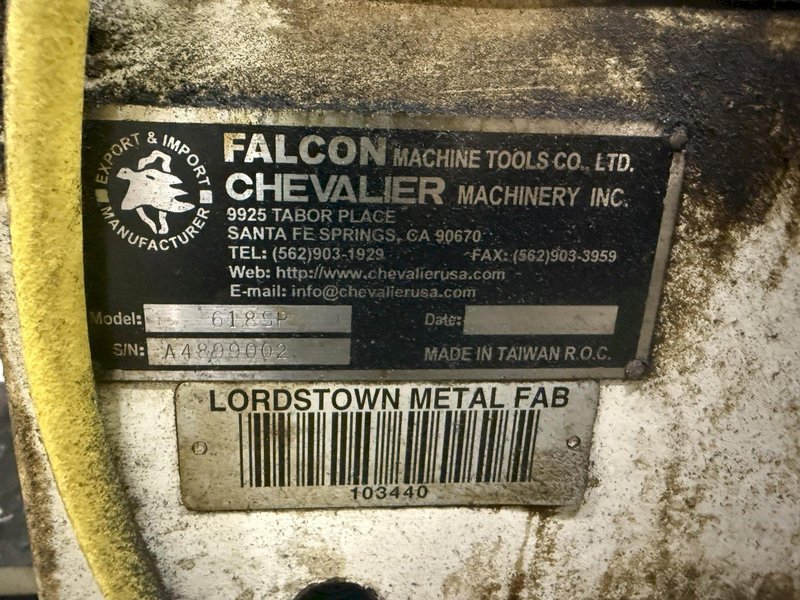 EXPORT & IMPORT
MANUFACTURER
FALCON MACHINE TOOLS CO., LTD.
CHEVALIER MACHINERY INC.
9925 TABOR PLACE
SANTA FE SPRINGS, CA 90670
TEL: (562)903-1929 FAX: (562)903-3959
Web: http://www.chevalierusa.com
E-mail: info@chevalierusa.com
Model: 618SP Date:
S/N: A4899002 MADE IN TAIWAN R.O.C.
LORDSTOWN METAL FAB
103440